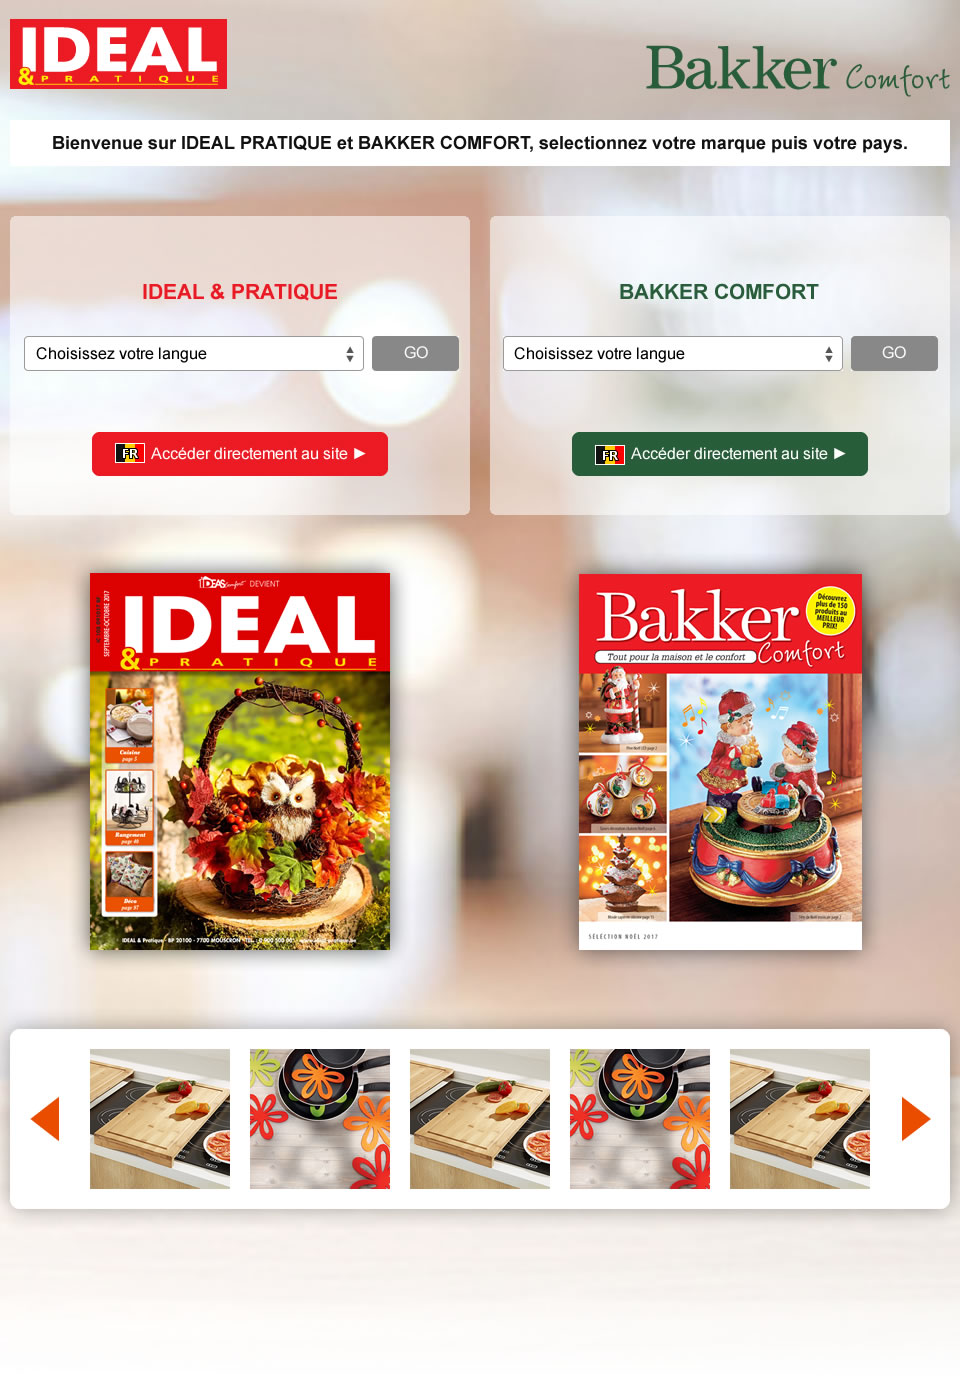 IDEAL
& PRATIQUE
Bakker Comfort
Bienvenue sur IDEAL PRATIQUE et BAKKER COMFORT, selectionnez votre marque puis votre pays.
IDEAL & PRATIQUE
Choisissez votre langue
GO
FR Accéder directement au site ►
BAKKER COMFORT
Choisissez votre langue
GO
FR Accéder directement au site ►
IDEAS Comfort DEVIENT
SEPTEMBRE-OCTOBRE 2017
IDEAL
& PRATIQUE
Cuisine
page 3
Rangement
page 46
Déco
page 97
IDEAL & Pratique - BP 20100 - 7700 MOUSCRON
Bakker
Comfort
Tout pour la maison et le confort
Découvrez
plus de 150
produits au
MEILLEUR
PRIX!
SÉLECTION NOËL 2017